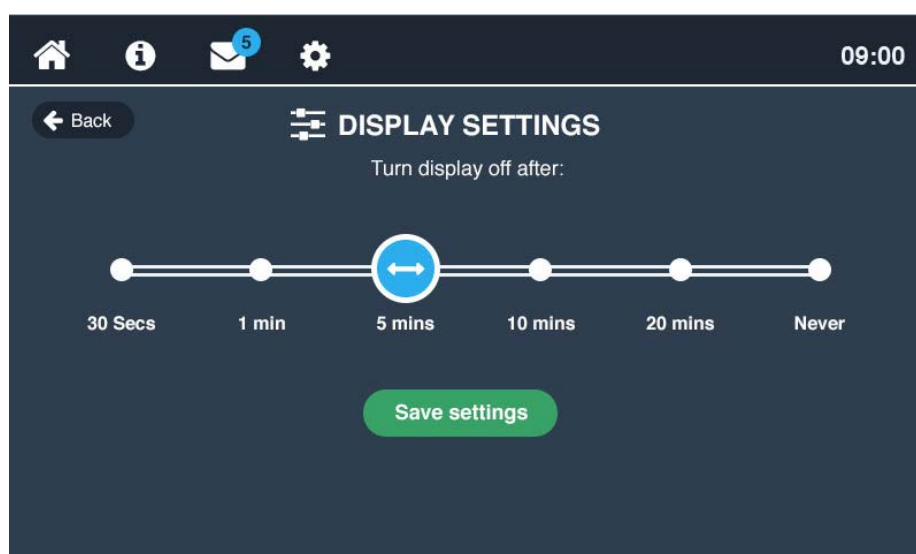 5
09:00
Back
DISPLAY SETTINGS
Turn display off after:
30 Secs 1 min 5 mins 10 mins 20 mins Never
Save settings